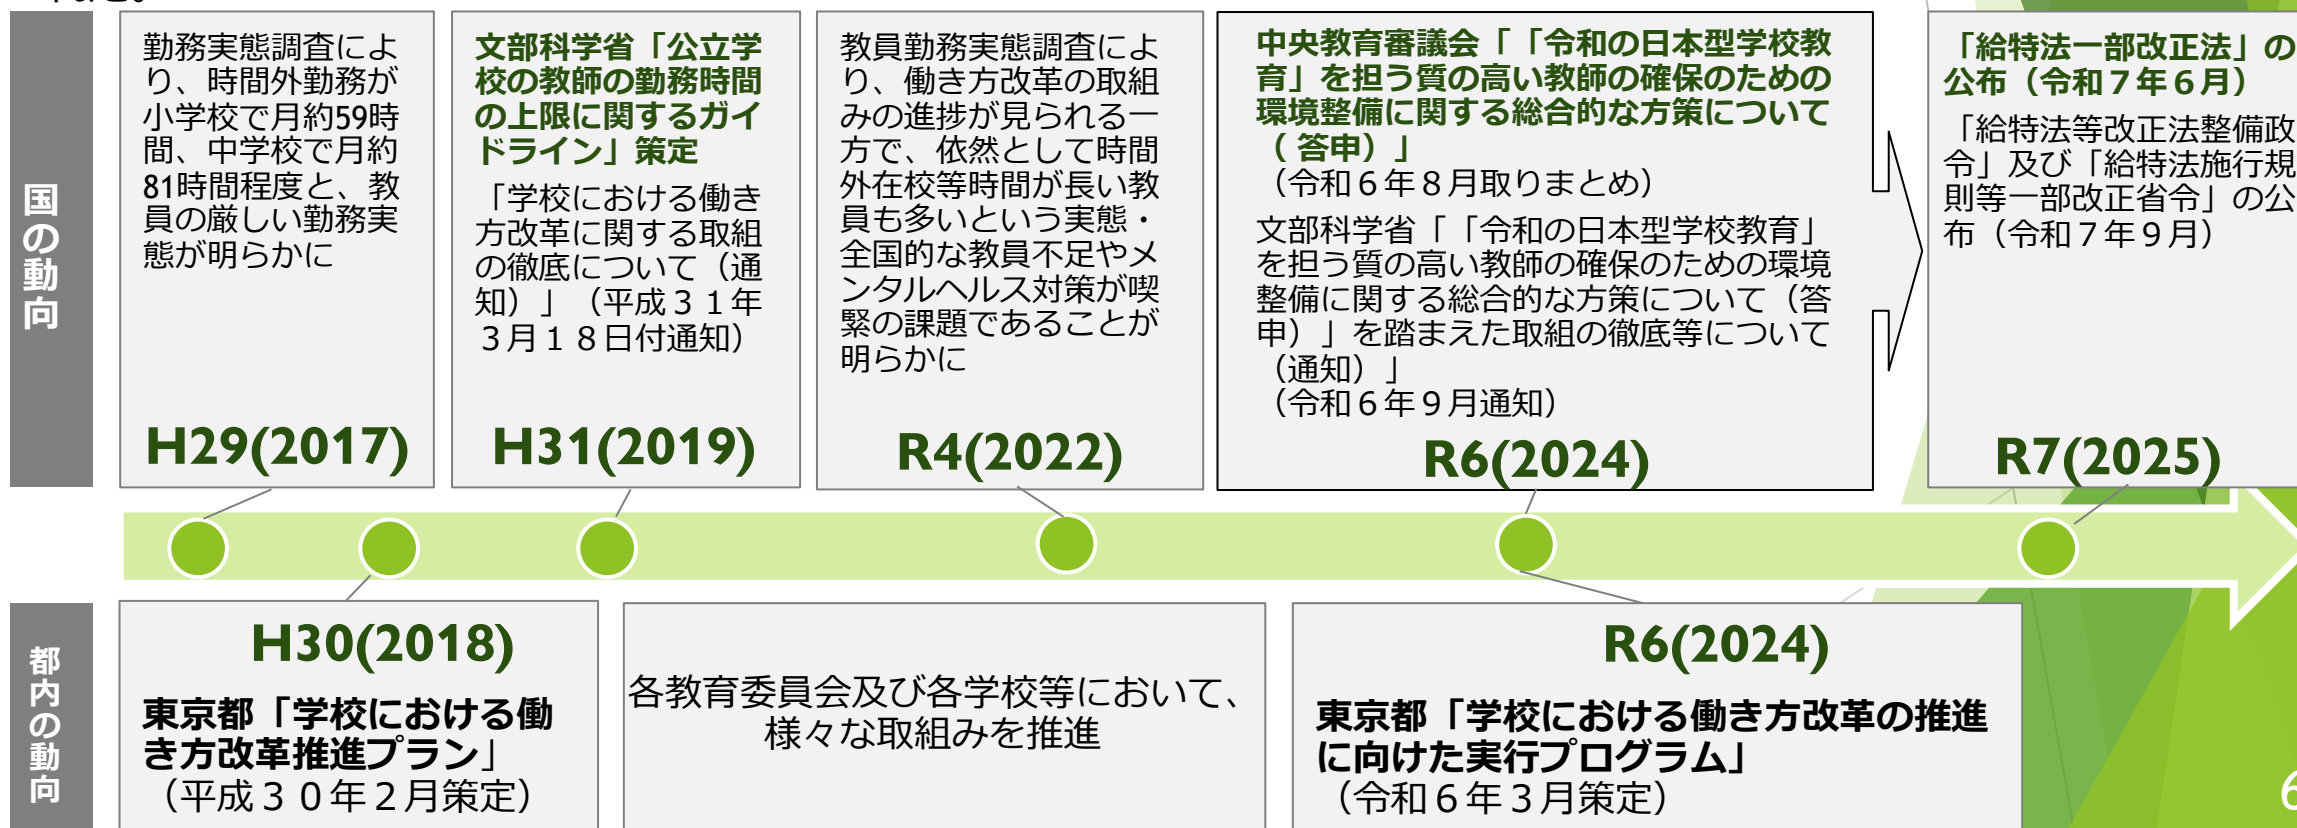 国の動向
勤務実態調査によ
り、時間外勤務が
小学校で月約59時
間、中学校で月約
81時間程度と、教
員の厳しい勤務実
態が明らかに
H29(2017)
文部科学省「公立学
校の教師の勤務時間
の上限に関するガイ
ドライン」策定
「学校における働き
方改革に関する取組
の徹底について（通
知）」（平成３１年
３月１８日付通知）
H31(2019)
教員勤務実態調査によ
り、働き方改革の取組
みの進捗が見られる一
方で、依然として時間
外在校等時間が長い教
員も多いという実態・
全国的な教員不足やメ
ンタルヘルス対策が喫
緊の課題であることが
明らかに
R4(2022)
中央教育審議会「「令和の日本型学校教
育」を担う質の高い教師の確保のための
環境整備に関する総合的な方策について
（ 答申）」
（令和６年８月取りまとめ）
文部科学省「「令和の日本型学校教育」
を担う質の高い教師の確保のための環境
整備に関する総合的な方策について（答
申）」を踏まえた取組の徹底等について
（通知）」
（令和６年９月通知）
R6(2024)
「給特法一部改正法」の
公布（令和７年６月）
「給特法等改正法整備政
令」及び「給特法施行規
則等一部改正省令」の公
布（令和７年９月）
R7(2025)
都内の動向
H30(2018)
東京都「学校における働
き方改革推進プラン」
（平成３０年２月策定）
各教育委員会及び各学校等において、
様々な取組みを推進
R6(2024)
東京都「学校における働き方改革の推進
に向けた実行プログラム」
（令和６年３月策定）